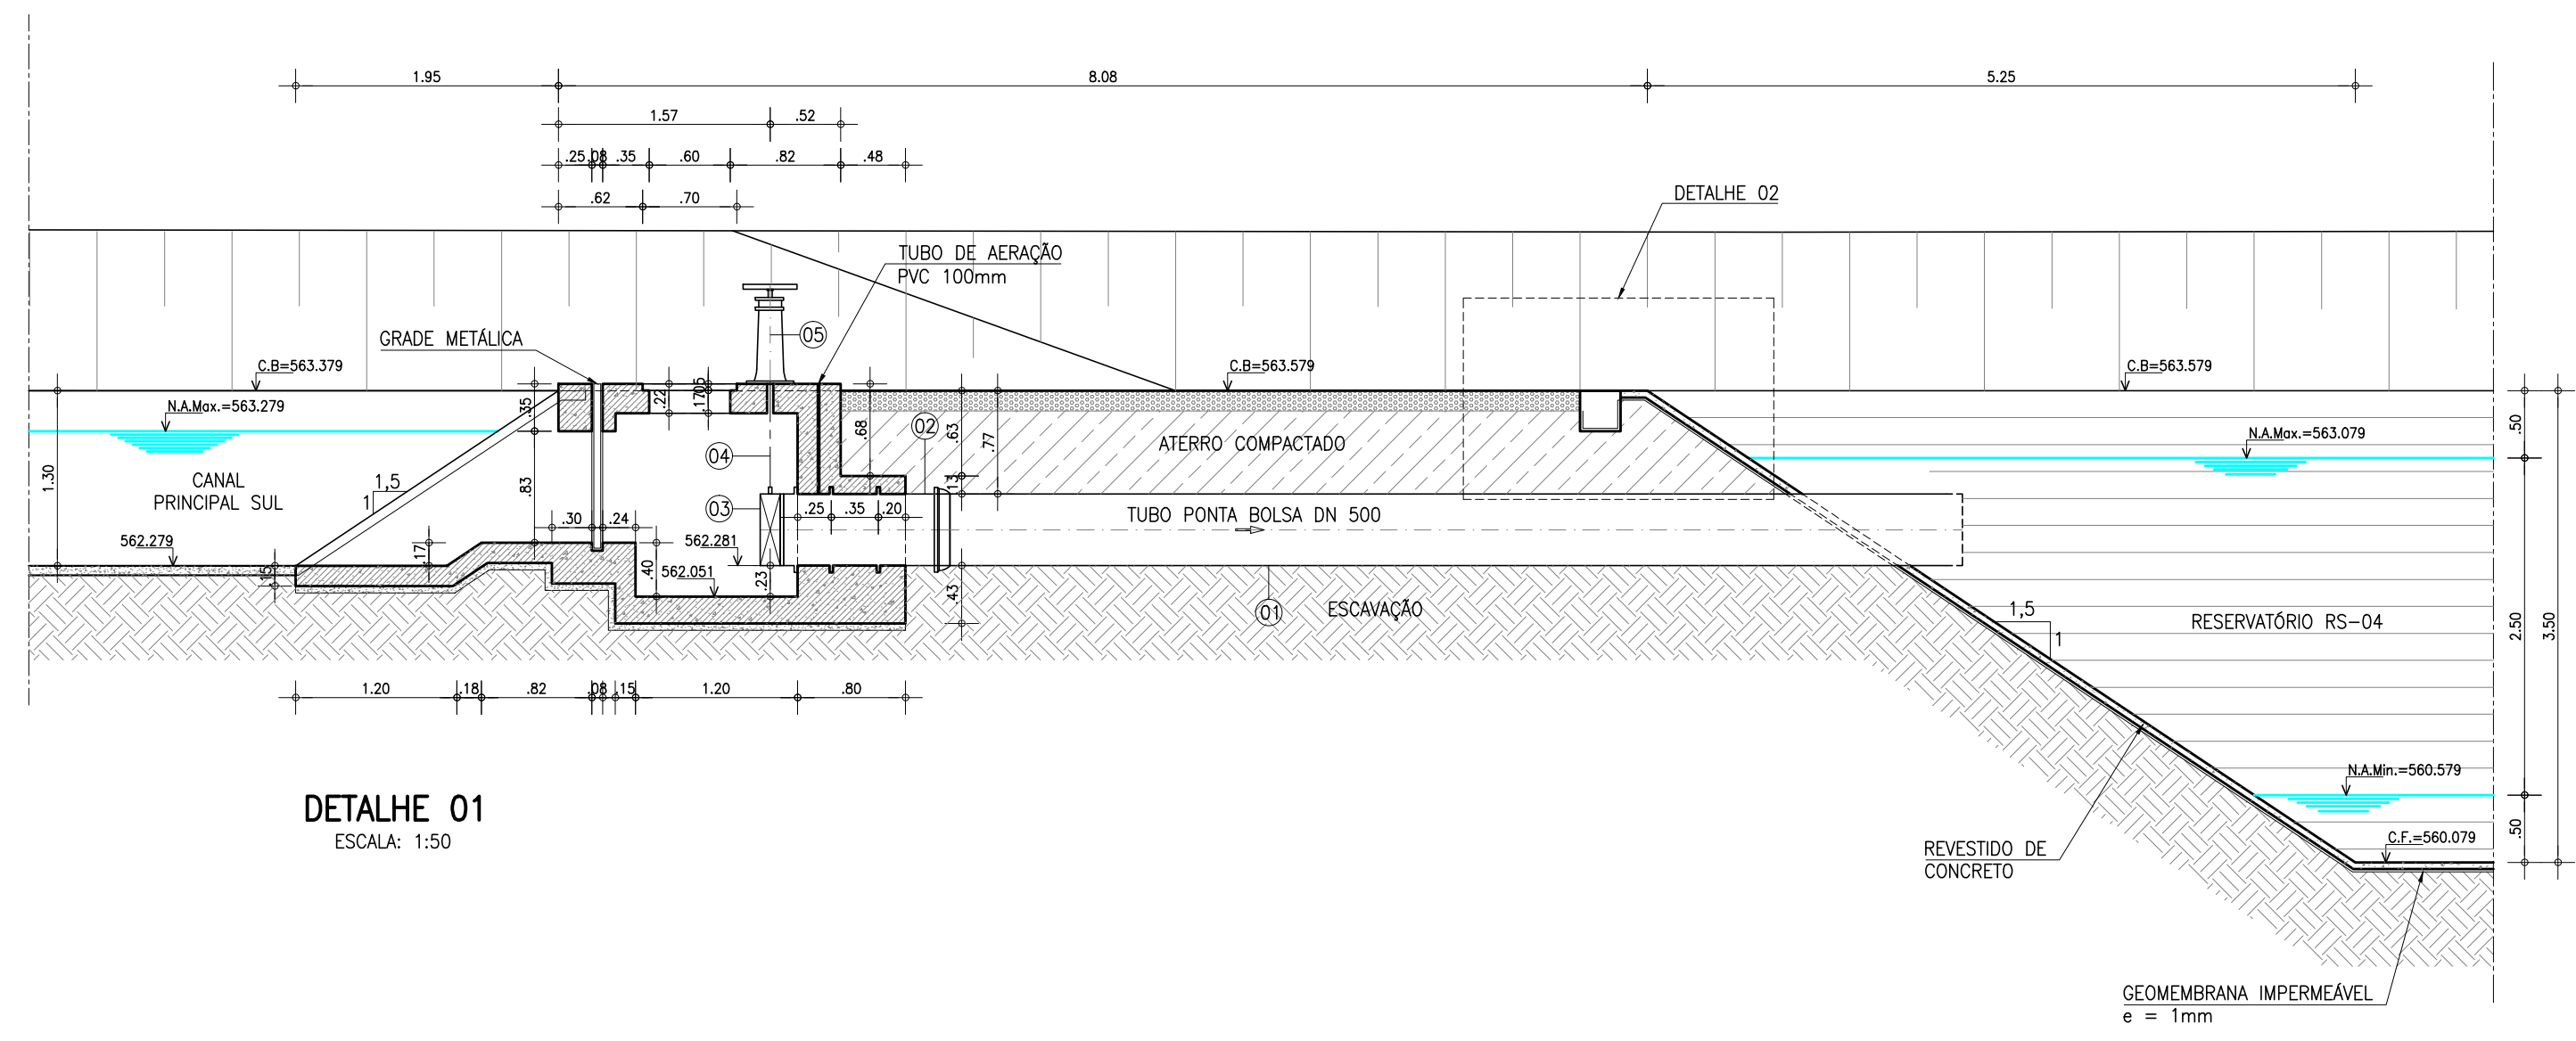 1.95
8.08
5.25
1.57
.52
.25
.08
.35
.60
.82
.48
.62
.70
DETALHE 02
TUBO DE AERAÇÃO
PVC 100mm
GRADE METÁLICA
05
C.B=563.379
C.B=563.579
C.B=563.579
N.A.Max.=563.279
.35
.22
.17
.05
.68
02
.63
.77
ATERRO COMPACTADO
.50
N.A.Max.=563.079
CANAL
PRINCIPAL SUL
1.30
1,5
1
.83
04
.13
03
.25
.35
.20
TUBO PONTA BOLSA DN 500
.30
.24
562.279
.17
562.281
.15
.40
562.051
.23
.43
01
ESCAVAÇÃO
1,5
1
RESERVATÓRIO RS-04
2.50
3.50
1.20
.18
.82
.08
.15
1.20
.80
N.A.Min.=560.579
DETALHE 01
ESCALA: 1:50
.50
C.F.=560.079
REVESTIDO DE
CONCRETO
GEOMEMBRANA IMPERMEÁVEL
e = 1mm